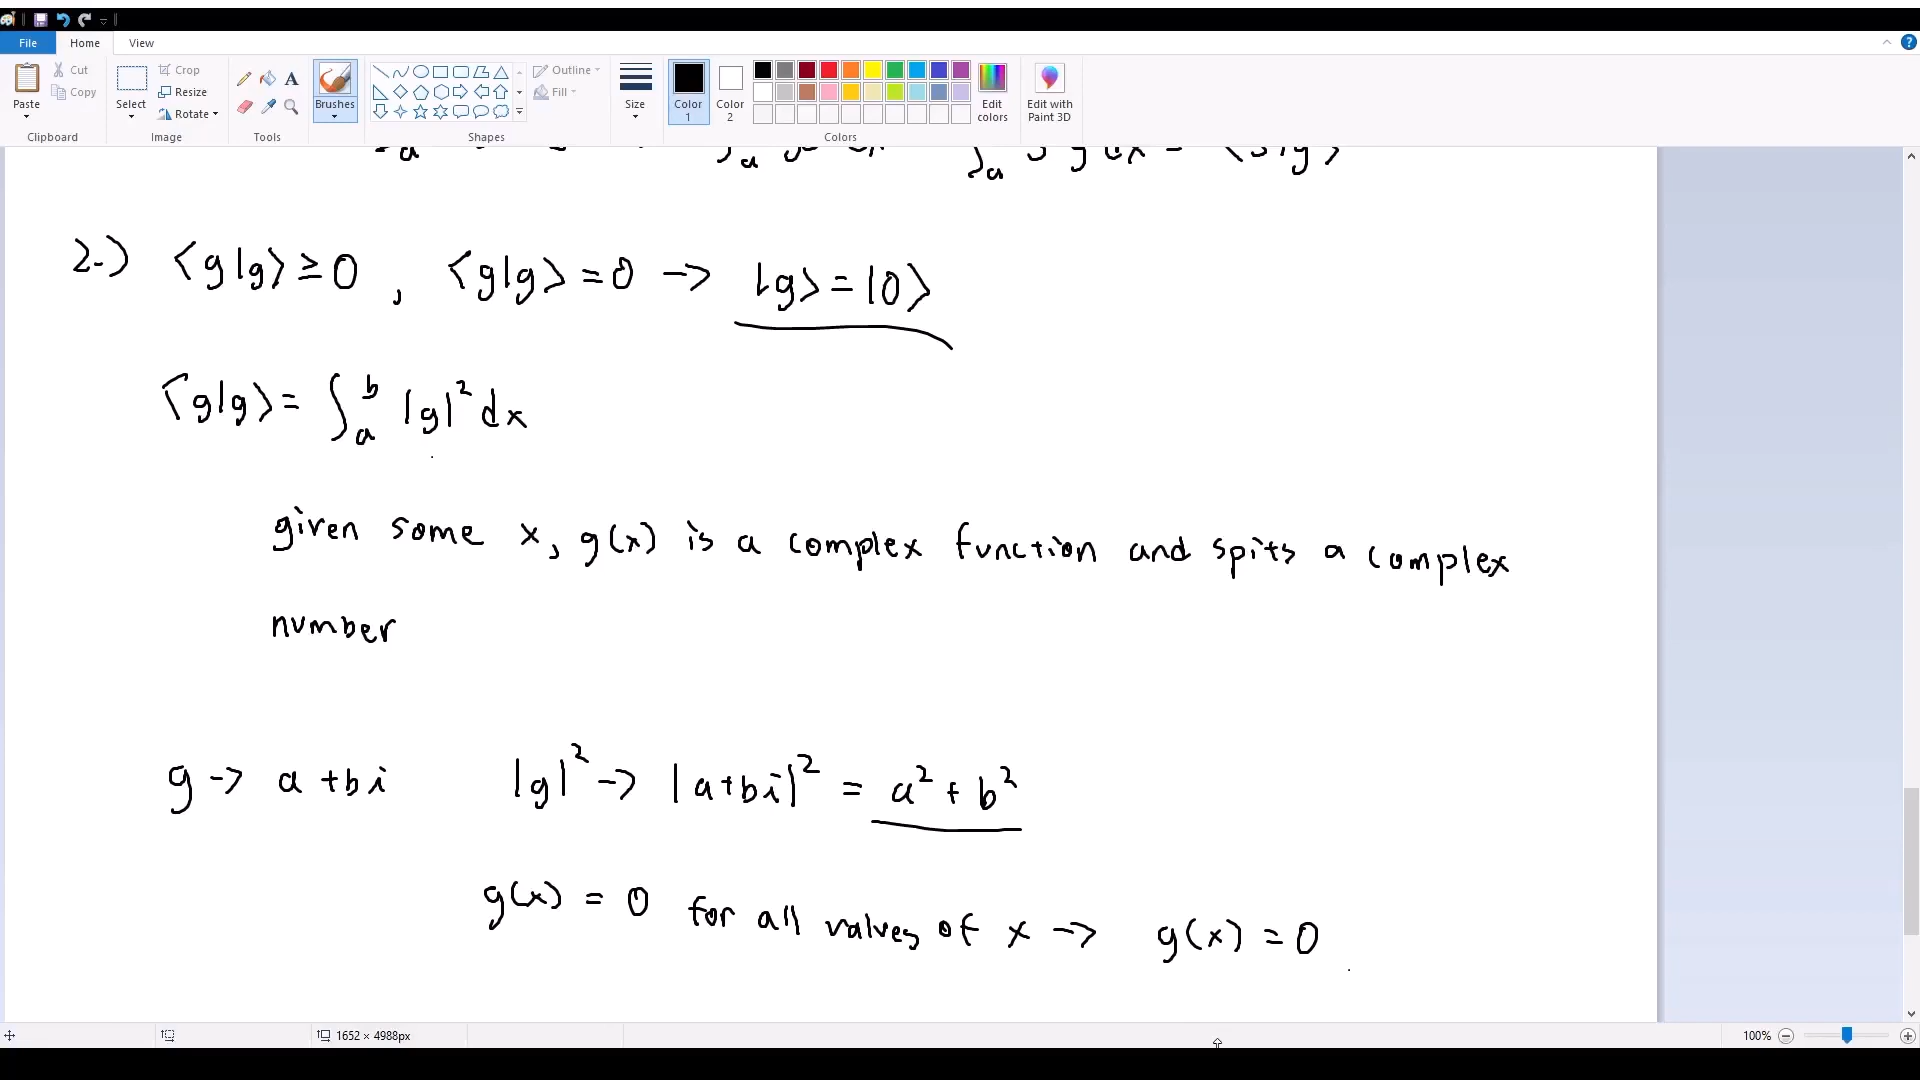 File Home View
Paste Cut Copy Clipboard
Select Crop Resize Rotate Image
Tools
Brushes
Outline Fill Shapes
Size
Color 1 Color 2 Edit colors Colors
Edit with Paint 3D
2.) ⟨g|g⟩ ≥ 0 , ⟨g|g⟩ = 0 -> |g⟩ = |0⟩
⟨g|g⟩ = ∫_a^b |g|² dx
given some x, g(x) is a complex function and spits a complex
number
g -> a + bi |g|² -> |a+bi|² = a² + b²
g(x) = 0 for all values of x -> g(x) = 0
1652 × 4988px 100%